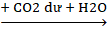 + CO2 dư + H2O